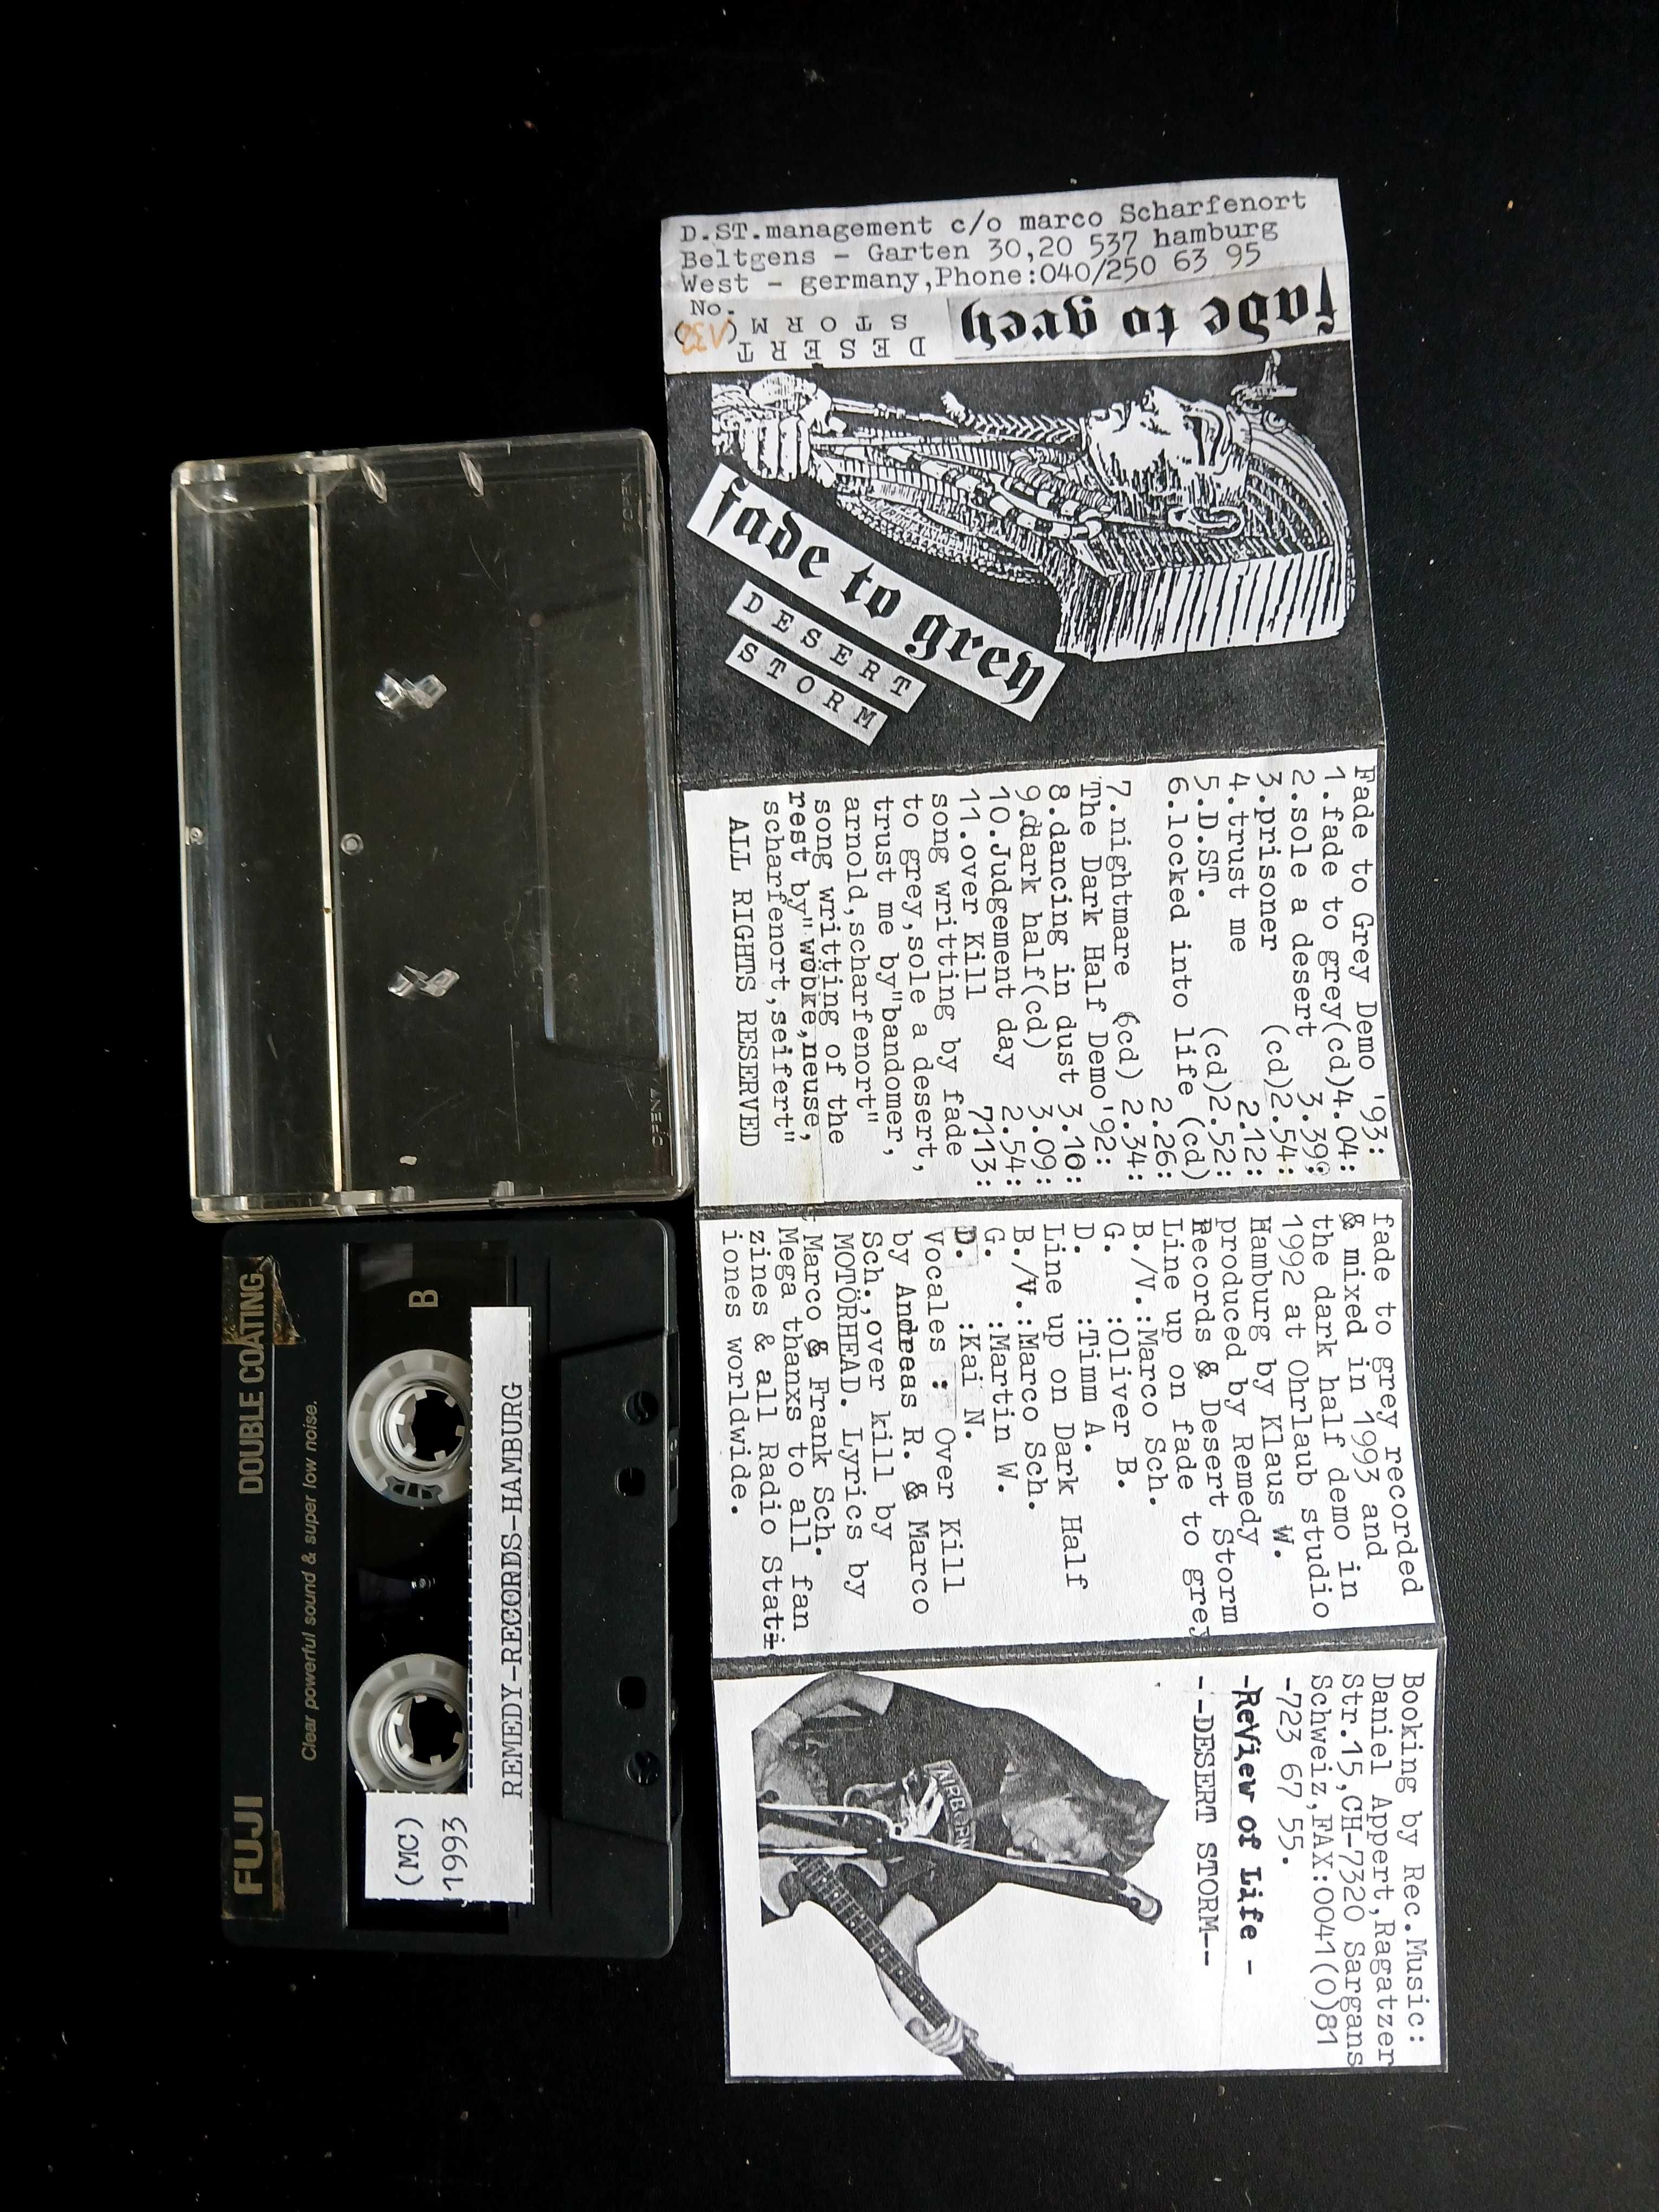 D.ST.management c/o marco Scharfenort
Beltgens - Garten 30,20 537 hamburg
West - germany,Phone:040/250 63 95
No.
(132)
DESERT
STORM
fade to grey
fade to grey
DESERT
STORM
Fade to Grey Demo '93:
1.fade to grey(cd)4.04:
2.sole a desert 3.39:
3.prisoner (cd)2.54:
4.trust me 2.12:
5.D.ST. (cd)2.52:
6.locked into life (cd)
2.26:
7.nightmare (cd) 2.34:
The Dark Half Demo'92:
8.dancing in dust 3.10:
9.dark half(cd) 3.09:
10.Judgement day 2.54:
11.over Kill 7.13:
song writting by fade
to grey,sole a desert,
trust me by"bandomer,
arnold,scharfenort"
song writting of the
rest by"wöbke,neuse,
scharfenort,seifert"
ALL RIGHTS RESERVED
fade to grey recorded
& mixed in 1993 and
the dark half demo in
1992 at Ohrlaub studio
Hamburg by Klaus W.
produced by Remedy
Records & Desert Storm
Line up on fade to grey
B./V.:Marco Sch.
G. :Oliver B.
D. :Timm A.
Line up on Dark Half
B./V.:Marco Sch.
G. :Martin W.
D. :Kai N.
Vocales : Over Kill
by Andreas R. & Marco
Sch.,over kill by
MOTÖRHEAD. Lyrics by
Marco & Frank Sch.
Mega thanxs to all fan
zines & all Radio Stati
iones worldwide.
Booking by Rec.Music:
Daniel Appert,Ragatzer
Str.15,CH-7320 Sargans
Schweiz,FAX:0041(0)81
-723 67 55.
-ReView of Life -
--DESERT STORM--
AIRBO
B
REMEDY-RECORDS-HAMBURG
(MC)
1993
Clear powerful sound & super low noise.
DOUBLE COATING
FUJI